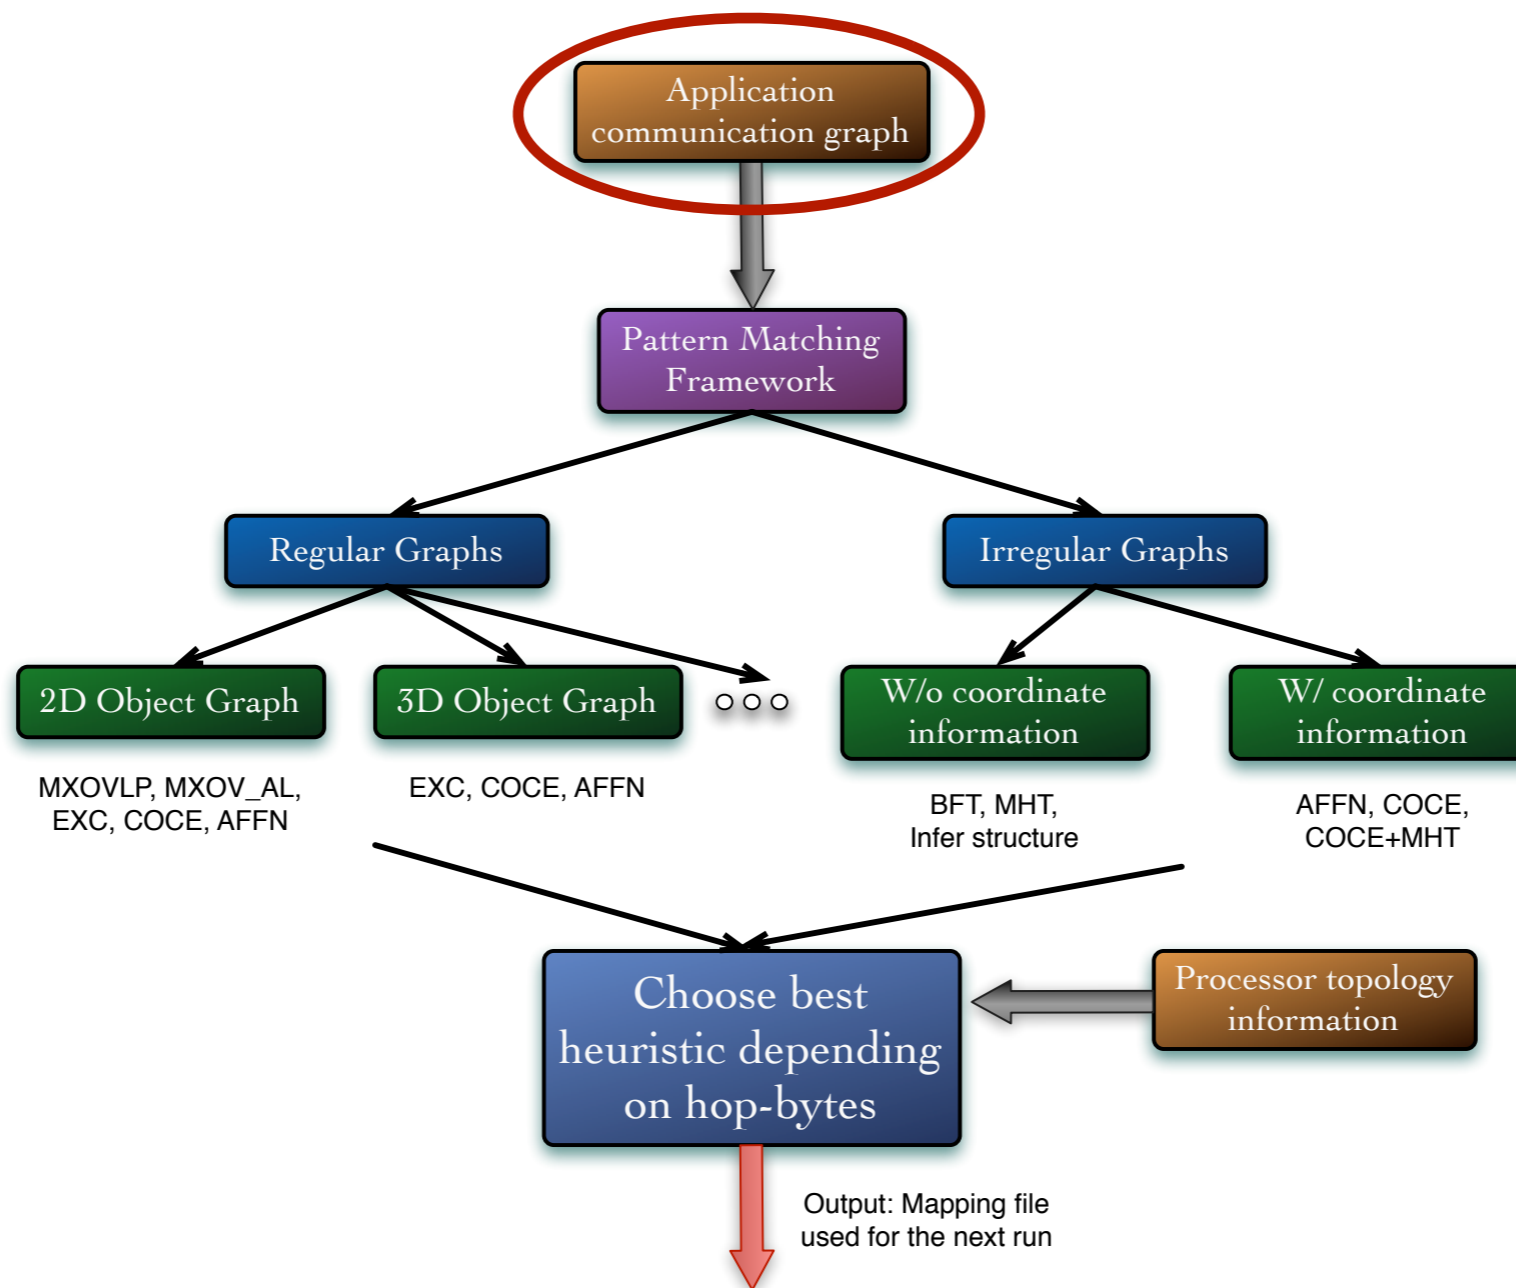 Application
communication graph
Pattern Matching
Framework
Regular Graphs
Irregular Graphs
2D Object Graph
3D Object Graph
W/o coordinate
information
W/ coordinate
information
MXOVLP, MXOV_AL,
EXC, COCE, AFFN
EXC, COCE, AFFN
BFT, MHT,
Infer structure
AFFN, COCE,
COCE+MHT
Choose best
heuristic depending
on hop-bytes
Processor topology
information
Output: Mapping file
used for the next run